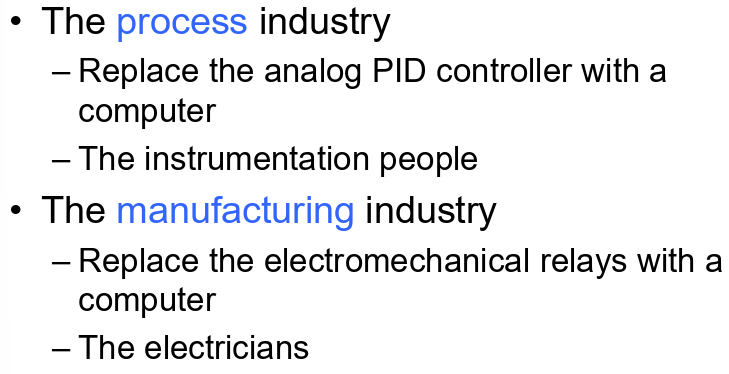 • The process industry
– Replace the analog PID controller with a
computer
– The instrumentation people
• The manufacturing industry
– Replace the electromechanical relays with a
computer
– The electricians